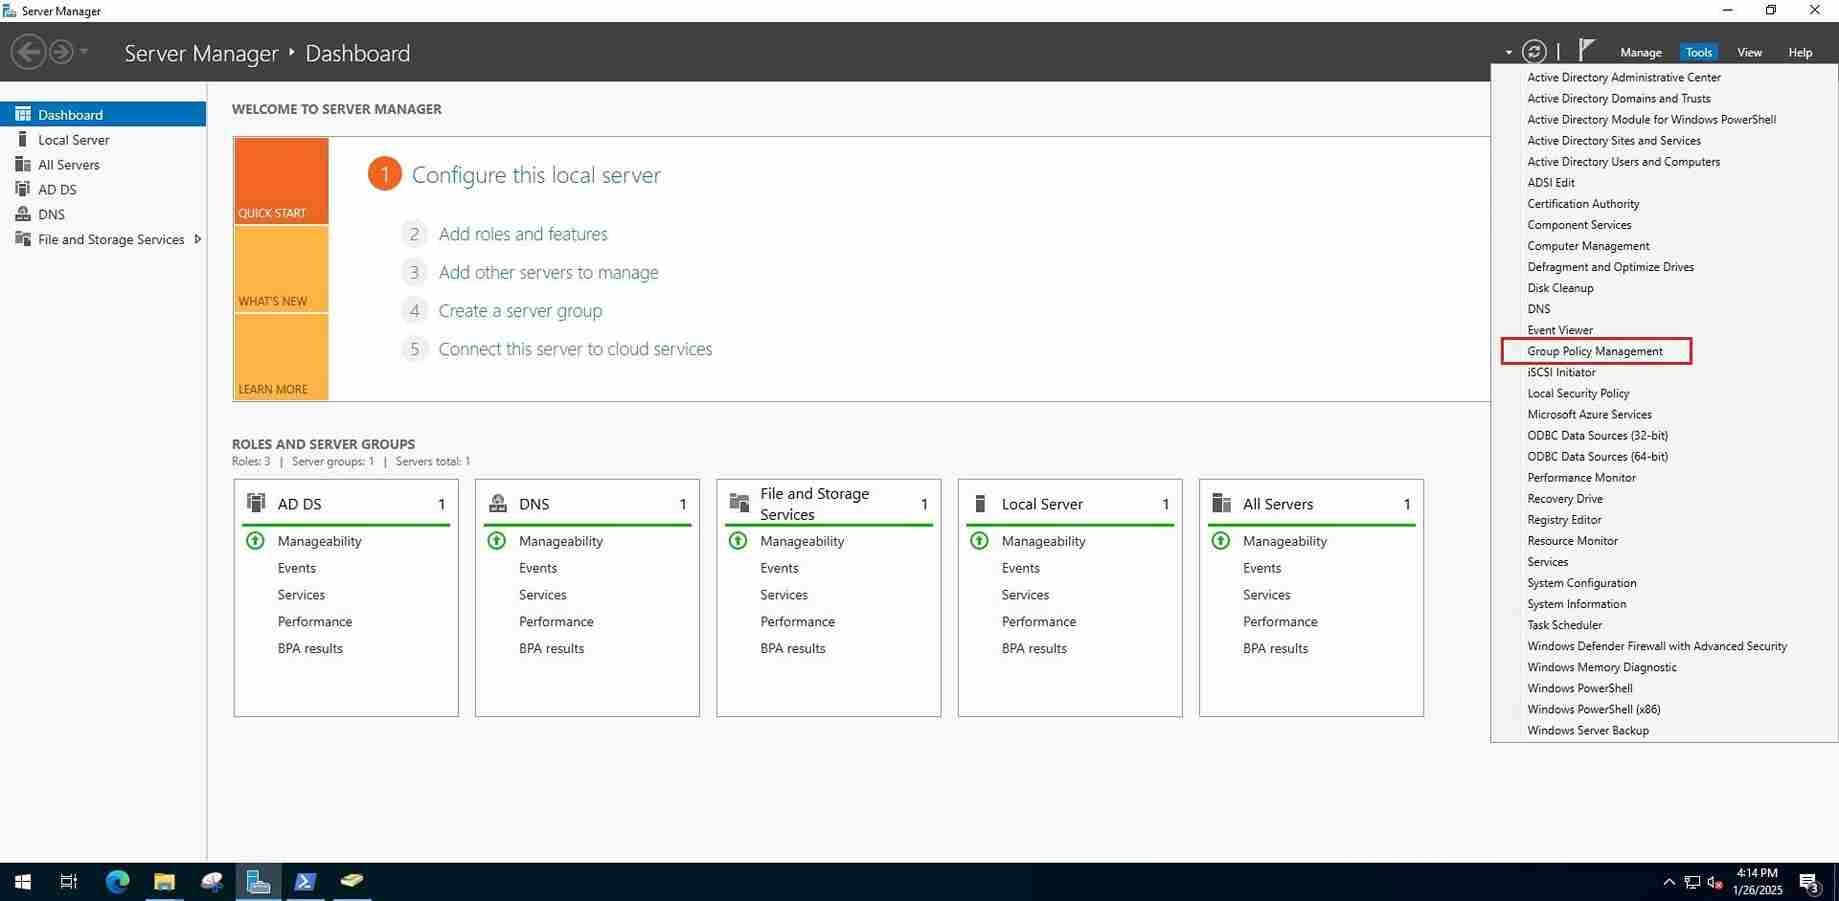 Server Manager
Server Manager ‣ Dashboard
Manage Tools View Help
Dashboard
Local Server
All Servers
AD DS
DNS
File and Storage Services
WELCOME TO SERVER MANAGER
QUICK START
WHAT'S NEW
LEARN MORE
1 Configure this local server
2 Add roles and features
3 Add other servers to manage
4 Create a server group
5 Connect this server to cloud services
ROLES AND SERVER GROUPS
Roles: 3 | Server groups: 1 | Servers total: 1
AD DS 1
Manageability
Events
Services
Performance
BPA results
DNS 1
Manageability
Events
Services
Performance
BPA results
File and Storage
Services 1
Manageability
Events
Services
Performance
BPA results
Local Server 1
Manageability
Events
Services
Performance
BPA results
All Servers 1
Manageability
Events
Services
Performance
BPA results
Active Directory Administrative Center
Active Directory Domains and Trusts
Active Directory Module for Windows PowerShell
Active Directory Sites and Services
Active Directory Users and Computers
ADSI Edit
Certification Authority
Component Services
Computer Management
Defragment and Optimize Drives
Disk Cleanup
DNS
Event Viewer
Group Policy Management
iSCSI Initiator
Local Security Policy
Microsoft Azure Services
ODBC Data Sources (32-bit)
ODBC Data Sources (64-bit)
Performance Monitor
Recovery Drive
Registry Editor
Resource Monitor
Services
System Configuration
System Information
Task Scheduler
Windows Defender Firewall with Advanced Security
Windows Memory Diagnostic
Windows PowerShell
Windows PowerShell (x86)
Windows Server Backup
4:14 PM
1/26/2025
3